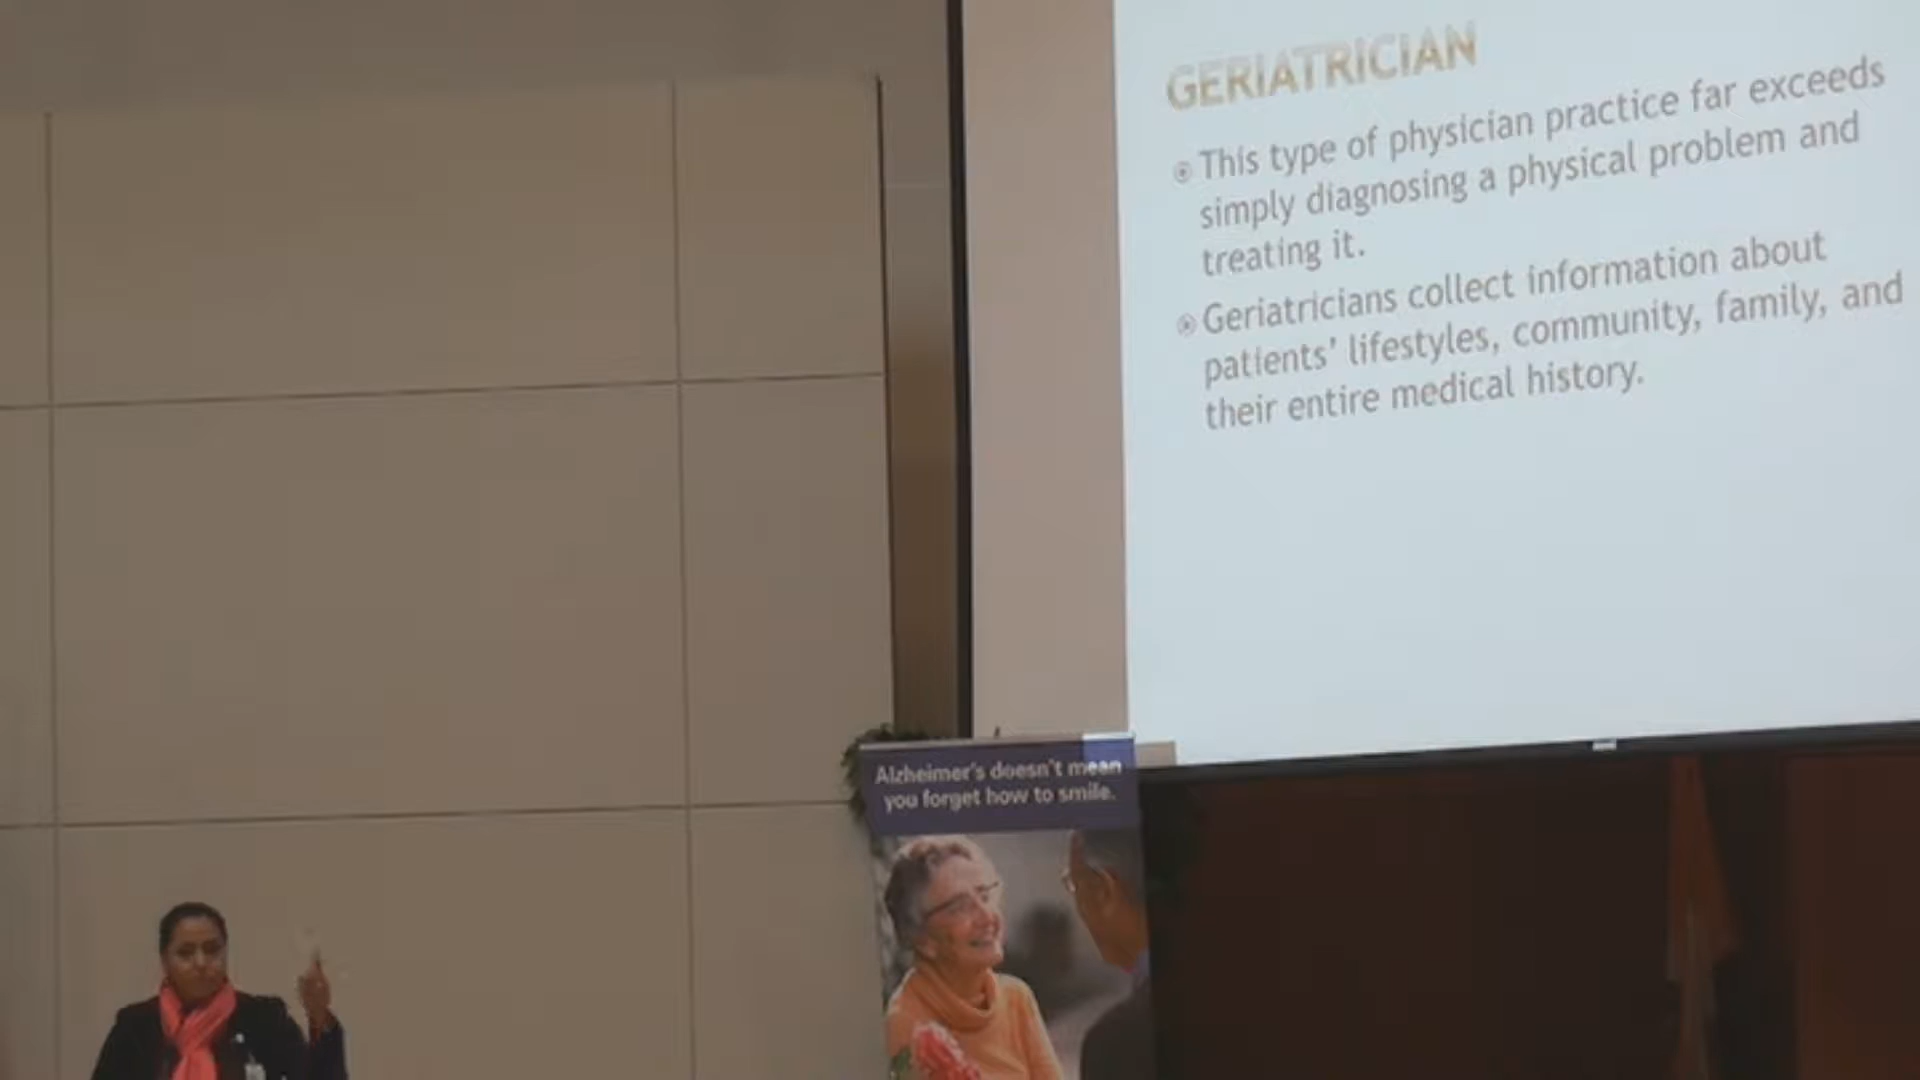 GERIATRICIAN
This type of physician practice far exceeds
simply diagnosing a physical problem and
treating it.
Geriatricians collect information about
patients’ lifestyles, community, family, and
their entire medical history.
Alzheimer's doesn't mean
you forget how to smile.